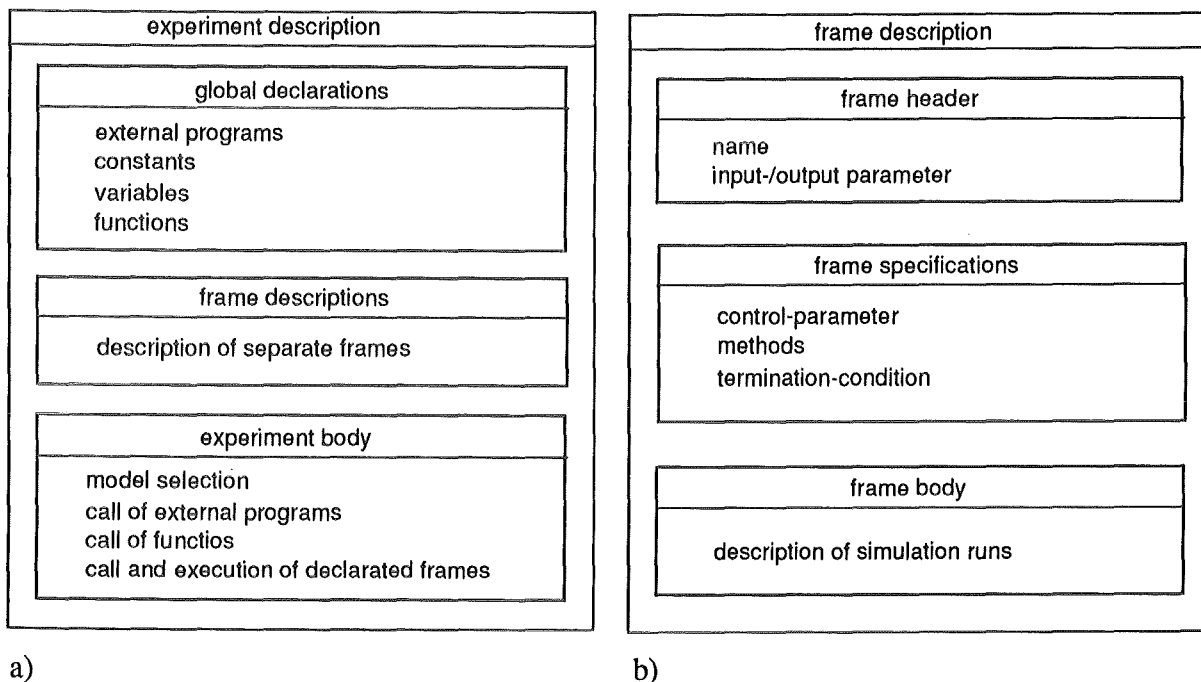 experiment description
global declarations
external programs
constants
variables
functions
frame descriptions
description of separate frames
experiment body
model selection
call of external programs
call of functios
call and execution of declarated frames
a)
frame description
frame header
name
input-/output parameter
frame specifications
control-parameter
methods
termination-condition
frame body
description of simulation runs
b)